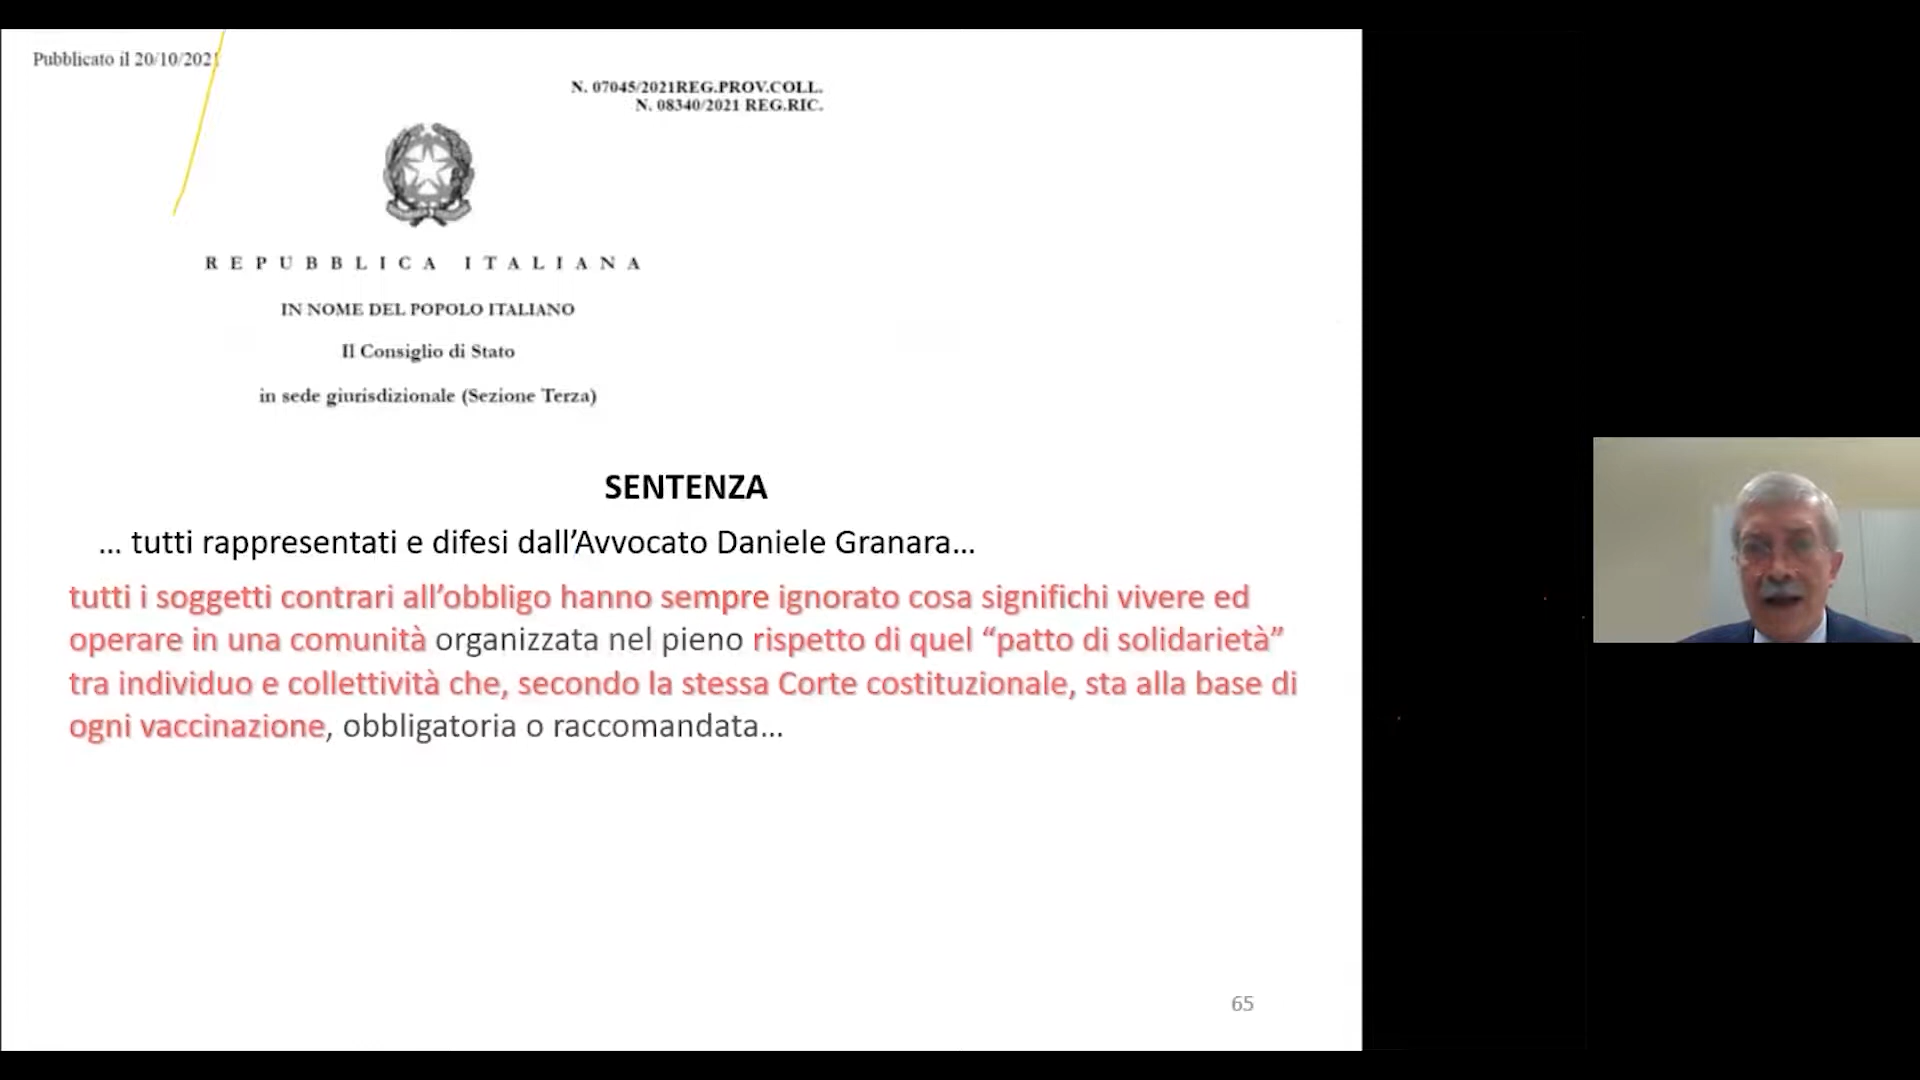 Pubblicato il 20/10/2021
N. 07045/2021REG.PROV.COLL.
N. 08340/2021 REG.RIC.
REPUBBLICA ITALIANA
IN NOME DEL POPOLO ITALIANO
Il Consiglio di Stato
in sede giurisdizionale (Sezione Terza)
SENTENZA
... tutti rappresentati e difesi dall’Avvocato Daniele Granara...
tutti i soggetti contrari all’obbligo hanno sempre ignorato cosa significhi vivere ed
operare in una comunità organizzata nel pieno rispetto di quel “patto di solidarietà”
tra individuo e collettività che, secondo la stessa Corte costituzionale, sta alla base di
ogni vaccinazione, obbligatoria o raccomandata...
65